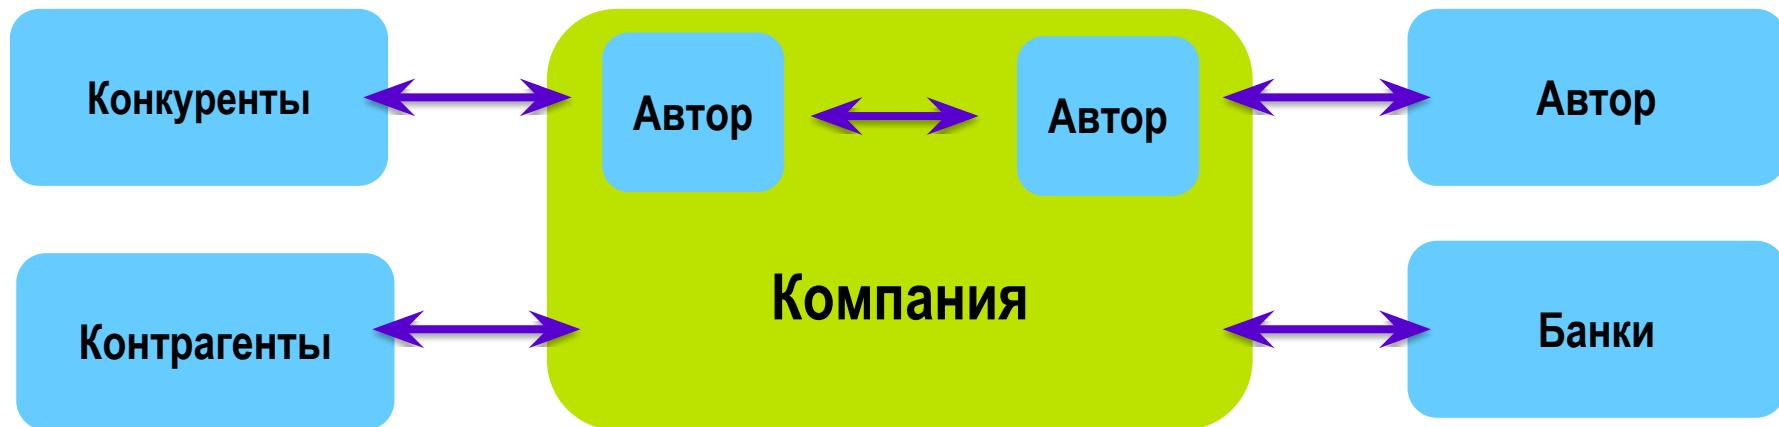 Конкуренты
Автор
Автор
Автор
Компания
Контрагенты
Банки